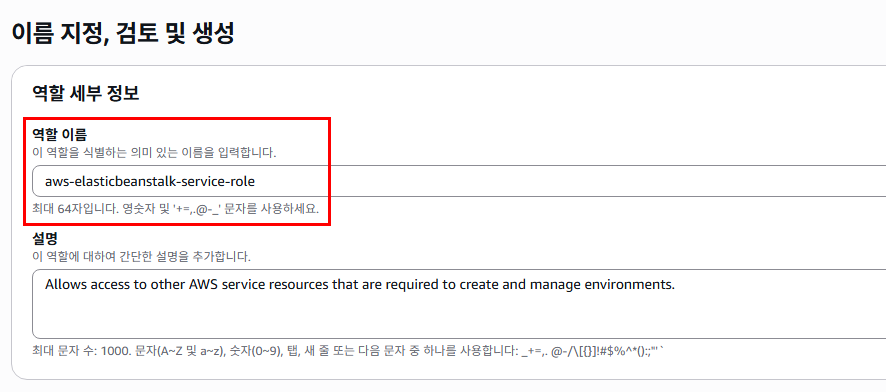 이름 지정, 검토 및 생성
역할 세부 정보
역할 이름
이 역할을 식별하는 의미 있는 이름을 입력합니다.
aws-elasticbeanstalk-service-role
최대 64자입니다. 영숫자 및 '+=,.@-_' 문자를 사용하세요.
설명
이 역할에 대하여 간단한 설명을 추가합니다.
Allows access to other AWS service resources that are required to create and manage environments.
최대 문자 수: 1000. 문자(A~Z 및 a~z), 숫자(0~9), 탭, 새 줄 또는 다음 문자 중 하나를 사용합니다: _+=,. @-/\[{}]!#$%^*();:;"'`